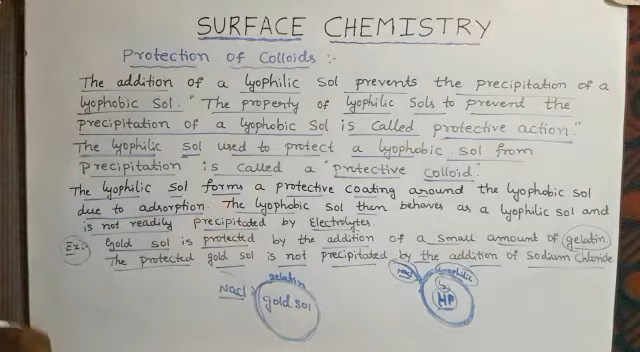 SURFACE CHEMISTRY
Protection of Colloids :-
The addition of a lyophilic sol prevents the precipitation of a
lyophobic sol." The property of lyophilic sols to prevent the
precipitation of a lyophobic sol is called protective action."
The lyophilic sol used to protect a lyophobic sol from
precipitation is called a "protective colloid".
The lyophilic sol forms a protective coating around the lyophobic sol
due to adsorption. The lyophobic sol then behaves as a lyophilic sol and
is not readily precipitated by Electrolytes.
Ex:- Gold sol is protected by the addition of a small amount of gelatin.
The protected gold sol is not precipitated by the addition of Sodium Chloride.
gelatin
Nacl
gold sol
Nacl
HP